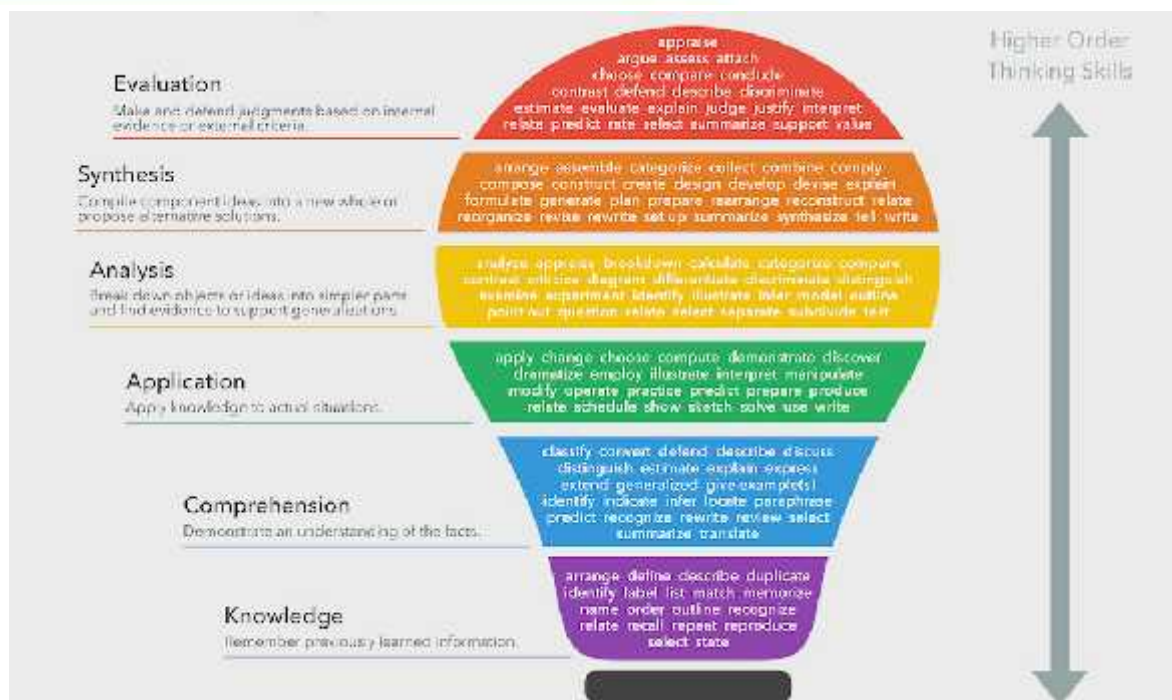 Higher Order
Thinking Skills
Evaluation
Make and defend judgments based on internal
evidence or external criteria.
appraise
argue assess attach
choose compare conclude
contrast defend describe discriminate
estimate evaluate explain judge justify interpret
relate predict rate select summarize support value
Synthesis
Compile component ideas into a new whole or
propose alternative solutions.
arrange assemble categorize collect combine comply
compose construct create design develop devise explain
formulate generate plan prepare rearrange reconstruct relate
reorganize revise rewrite set up summarize synthesize tell write
Analysis
Break down objects or ideas into simpler parts
and find evidence to support generalizations.
analyze appraise breakdown calculate categorize compare
contrast criticize diagram differentiate discriminate distinguish
examine experiment identify illustrate infer model outline
point out question relate select separate subdivide test
Application
Apply knowledge to actual situations.
apply change choose compute demonstrate discover
dramatize employ illustrate interpret manipulate
modify operate practice predict prepare produce
relate schedule show sketch solve use write
Comprehension
Demonstrate an understanding of the facts.
classify convert defend describe discuss
distinguish estimate explain express
extend generalized give example(s)
identify indicate infer locate paraphrase
predict recognize rewrite review select
summarize translate
Knowledge
Remember previously learned information.
arrange define describe duplicate
identify label list match memorize
name order outline recognize
relate recall repeat reproduce
select state